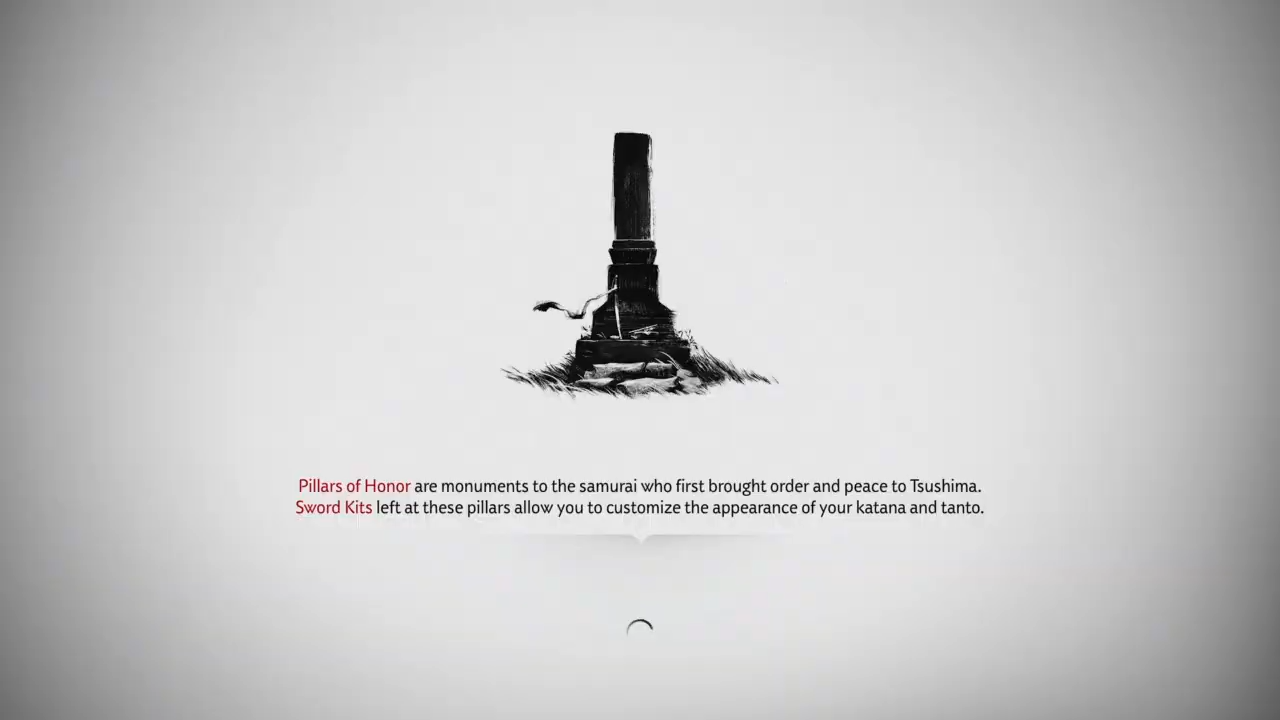 Pillars of Honor are monuments to the samurai who first brought order and peace to Tsushima.
Sword Kits left at these pillars allow you to customize the appearance of your katana and tanto.